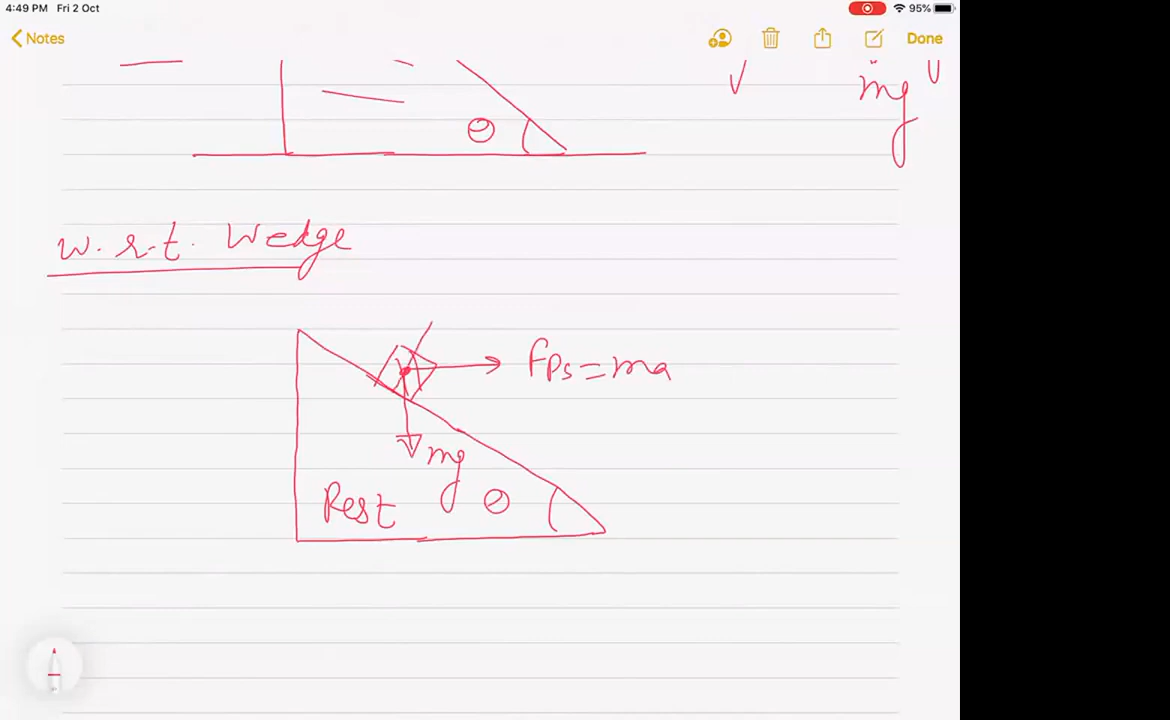 4:49 PM Fri 2 Oct 95%
Notes Done
mg
θ
w.r.t. Wedge
fPs = ma
mg
Rest θ